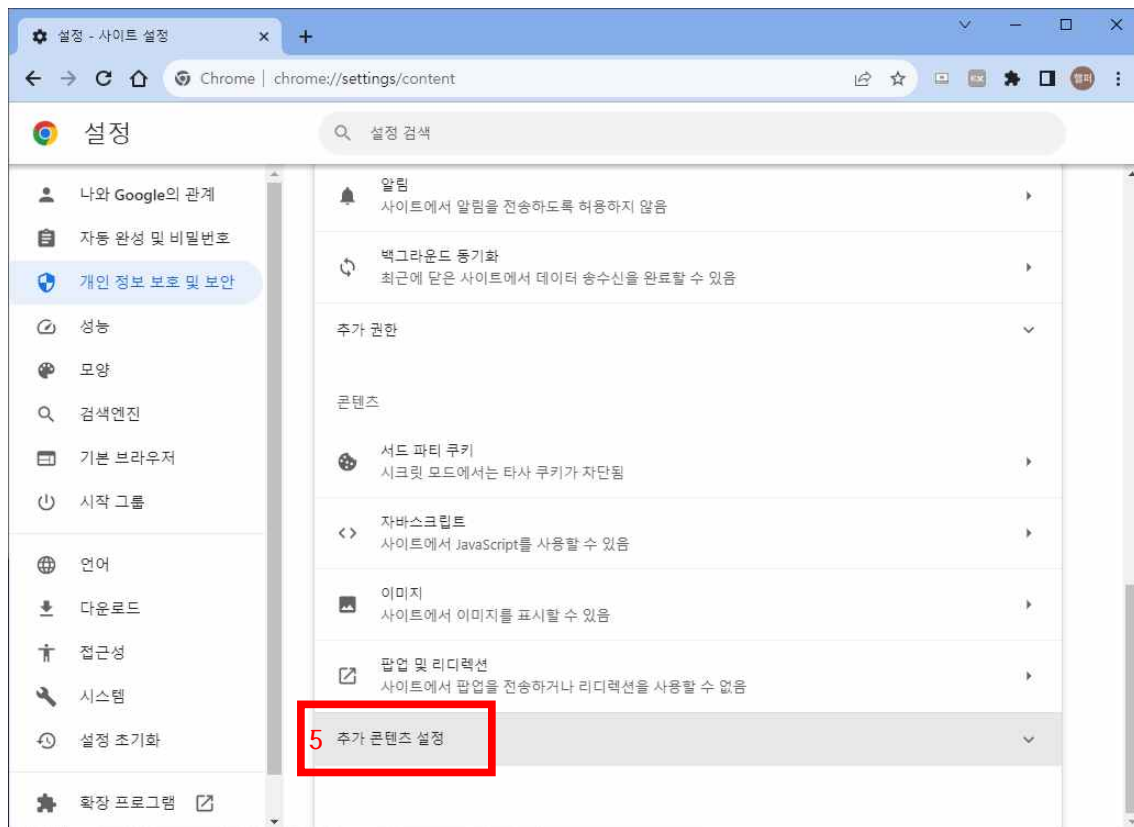 설정 - 사이트 설정
Chrome | chrome://settings/content
햄퍼
설정
설정 검색
나와 Google의 관계
자동 완성 및 비밀번호
개인 정보 보호 및 보안
성능
모양
검색엔진
기본 브라우저
시작 그룹
언어
다운로드
접근성
시스템
설정 초기화
확장 프로그램
알림
사이트에서 알림을 전송하도록 허용하지 않음
백그라운드 동기화
최근에 닫은 사이트에서 데이터 송수신을 완료할 수 있음
추가 권한
콘텐츠
서드 파티 쿠키
시크릿 모드에서는 타사 쿠키가 차단됨
자바스크립트
사이트에서 JavaScript를 사용할 수 있음
이미지
사이트에서 이미지를 표시할 수 있음
팝업 및 리디렉션
사이트에서 팝업을 전송하거나 리디렉션을 사용할 수 없음
5 추가 콘텐츠 설정